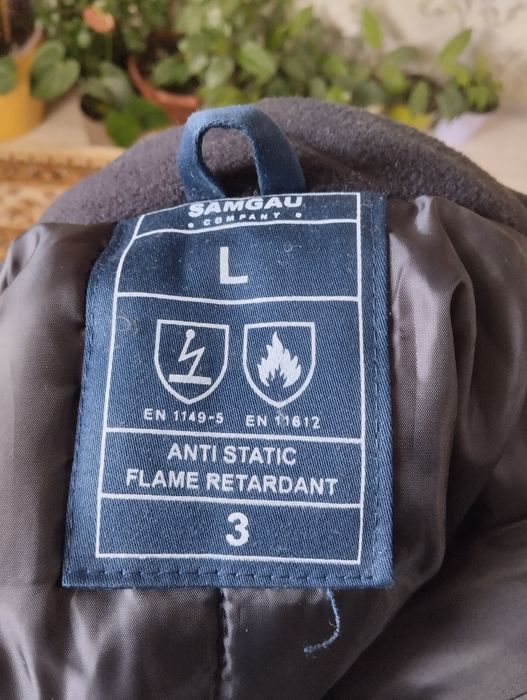 SAMGAU
• COMPANY •
L
EN 1149-5 EN 11612
ANTI STATIC
FLAME RETARDANT
3